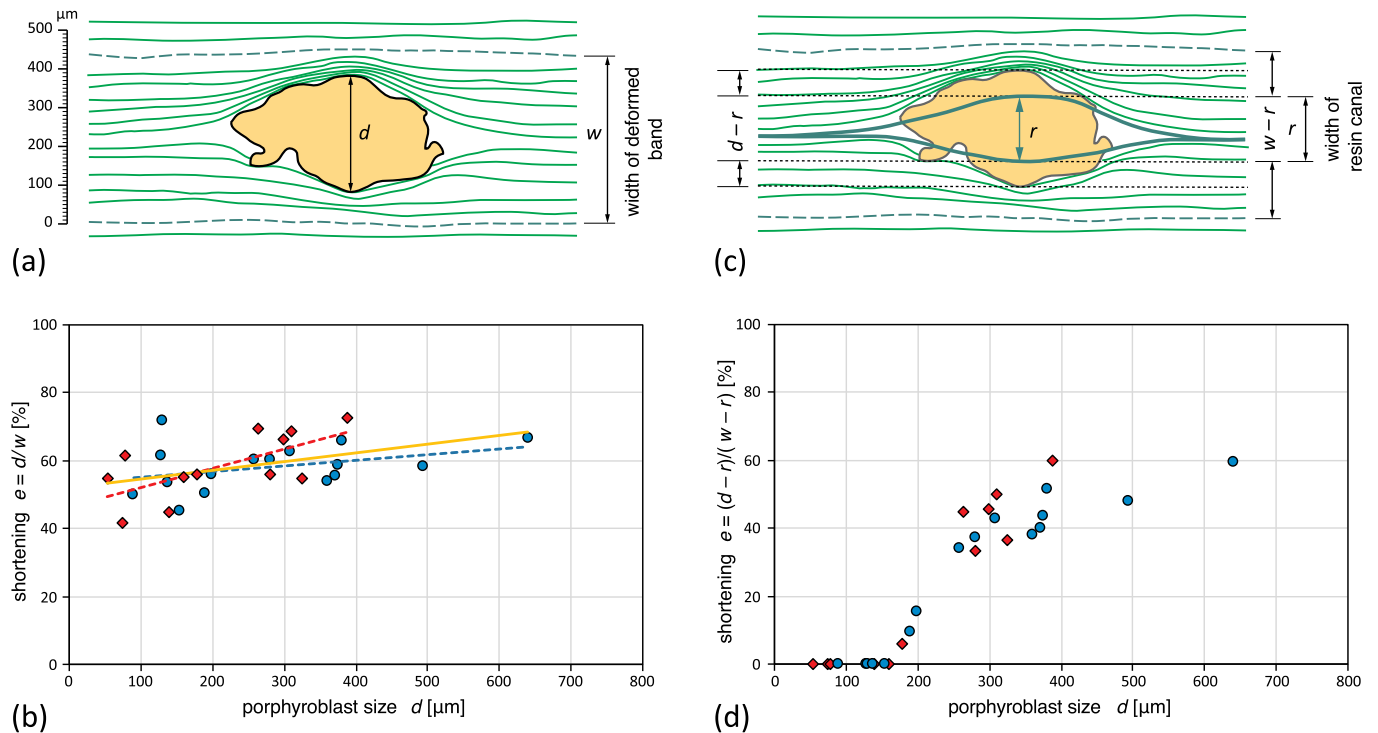 µm
500
400
300
200
100
0
d
w
width of deformed
band
(a)
d – r
r
w – r
r
width of
resin canal
(c)
100
80
60
40
20
0
0 100 200 300 400 500 600 700 800
shortening e = d/w [%]
porphyroblast size d [µm]
(b)
100
80
60
40
20
0
0 100 200 300 400 500 600 700 800
shortening e = (d – r)/( w – r) [%]
porphyroblast size d [µm]
(d)